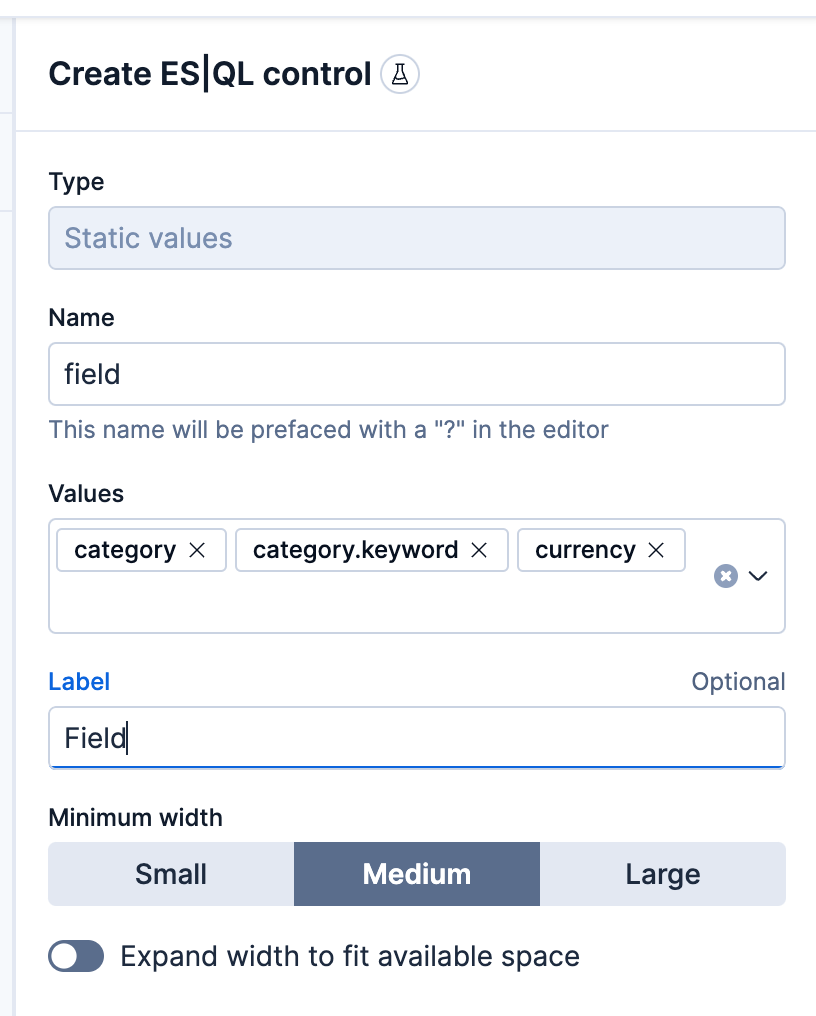 Create ES|QL control
Type
Static values
Name
field
This name will be prefaced with a "?" in the editor
Values
category category.keyword currency
Label Optional
Field
Minimum width
Small Medium Large
Expand width to fit available space